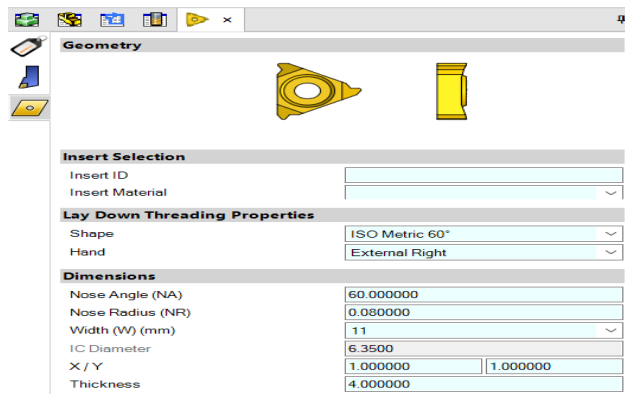 Geometry
Insert Selection
Insert ID
Insert Material
Lay Down Threading Properties
Shape ISO Metric 60°
Hand External Right
Dimensions
Nose Angle (NA) 60.000000
Nose Radius (NR) 0.080000
Width (W) (mm) 11
IC Diameter 6.3500
X / Y 1.000000 1.000000
Thickness 4.000000